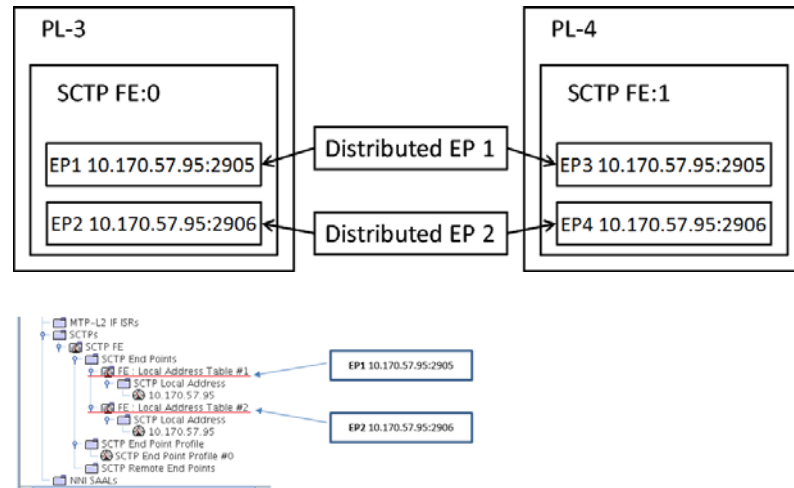 PL-3
PL-4
SCTP FE:0
SCTP FE:1
Distributed EP 1
EP1 10.170.57.95:2905
EP3 10.170.57.95:2905
EP2 10.170.57.95:2906
Distributed EP 2
EP4 10.170.57.95:2906
MTP-L2 IF ISRs
SCTPs
SCTP FE
SCTP End Points
FE : Local Address Table #1
SCTP Local Address
10.170.57.95
FE : Local Address Table #2
SCTP Local Address
10.170.57.95
SCTP End Point Profile
SCTP End Point Profile #0
SCTP Remote End Points
NNI SAALs
EP1 10.170.57.95:2905
EP2 10.170.57.95:2906